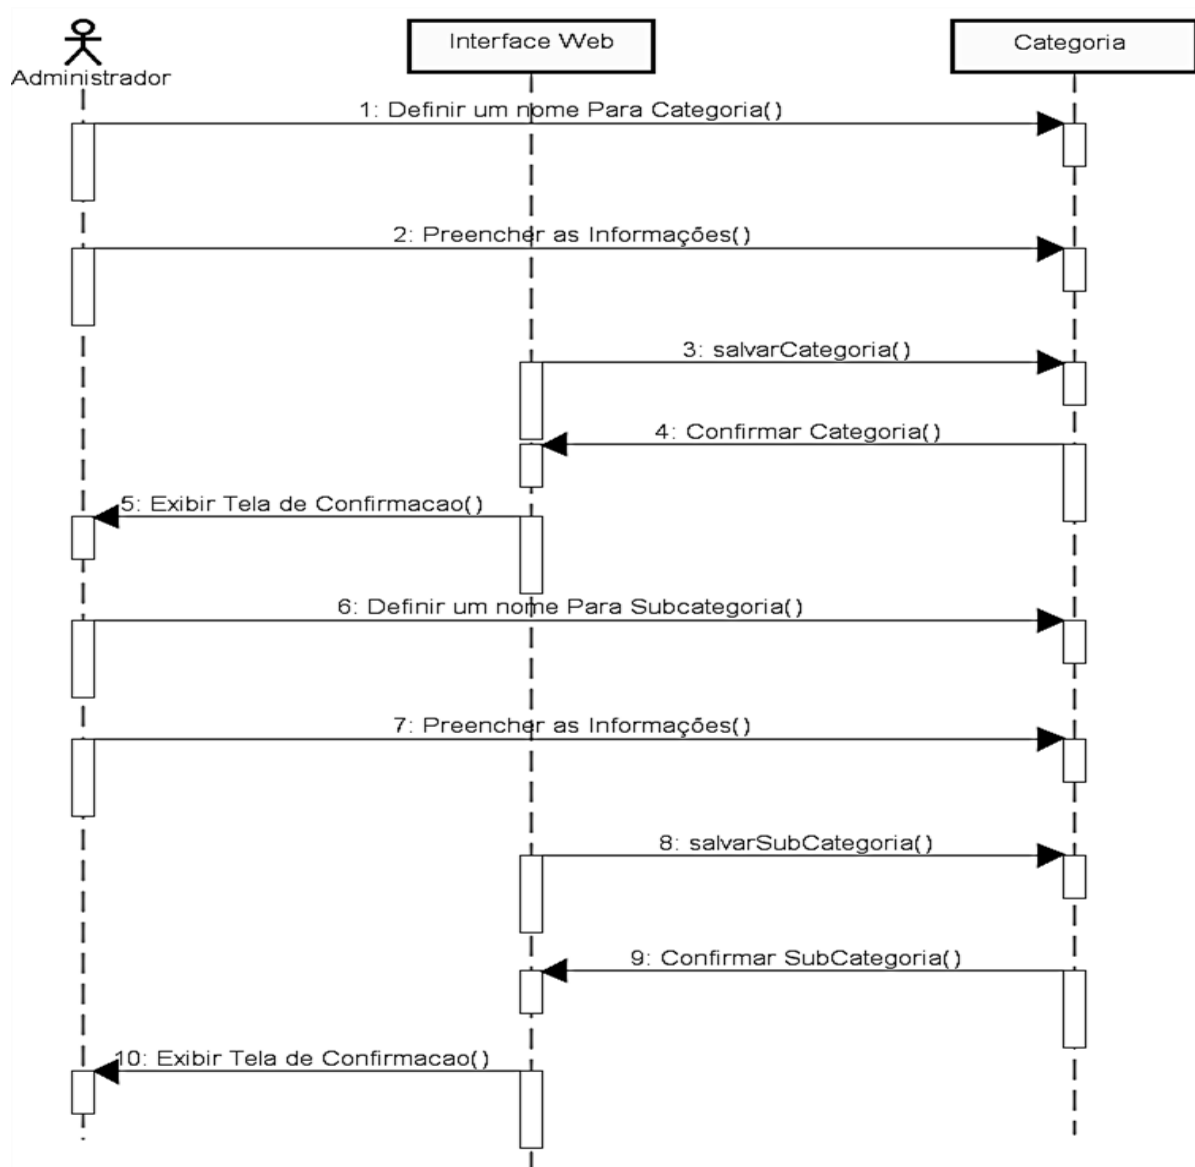 Administrador
Interface Web
Categoria
1: Definir um nome Para Categoria()
2: Preencher as Informações()
3: salvarCategoria()
4: Confirmar Categoria()
5: Exibir Tela de Confirmacao()
6: Definir um nome Para Subcategoria()
7: Preencher as Informações()
8: salvarSubCategoria()
9: Confirmar SubCategoria()
10: Exibir Tela de Confirmacao()